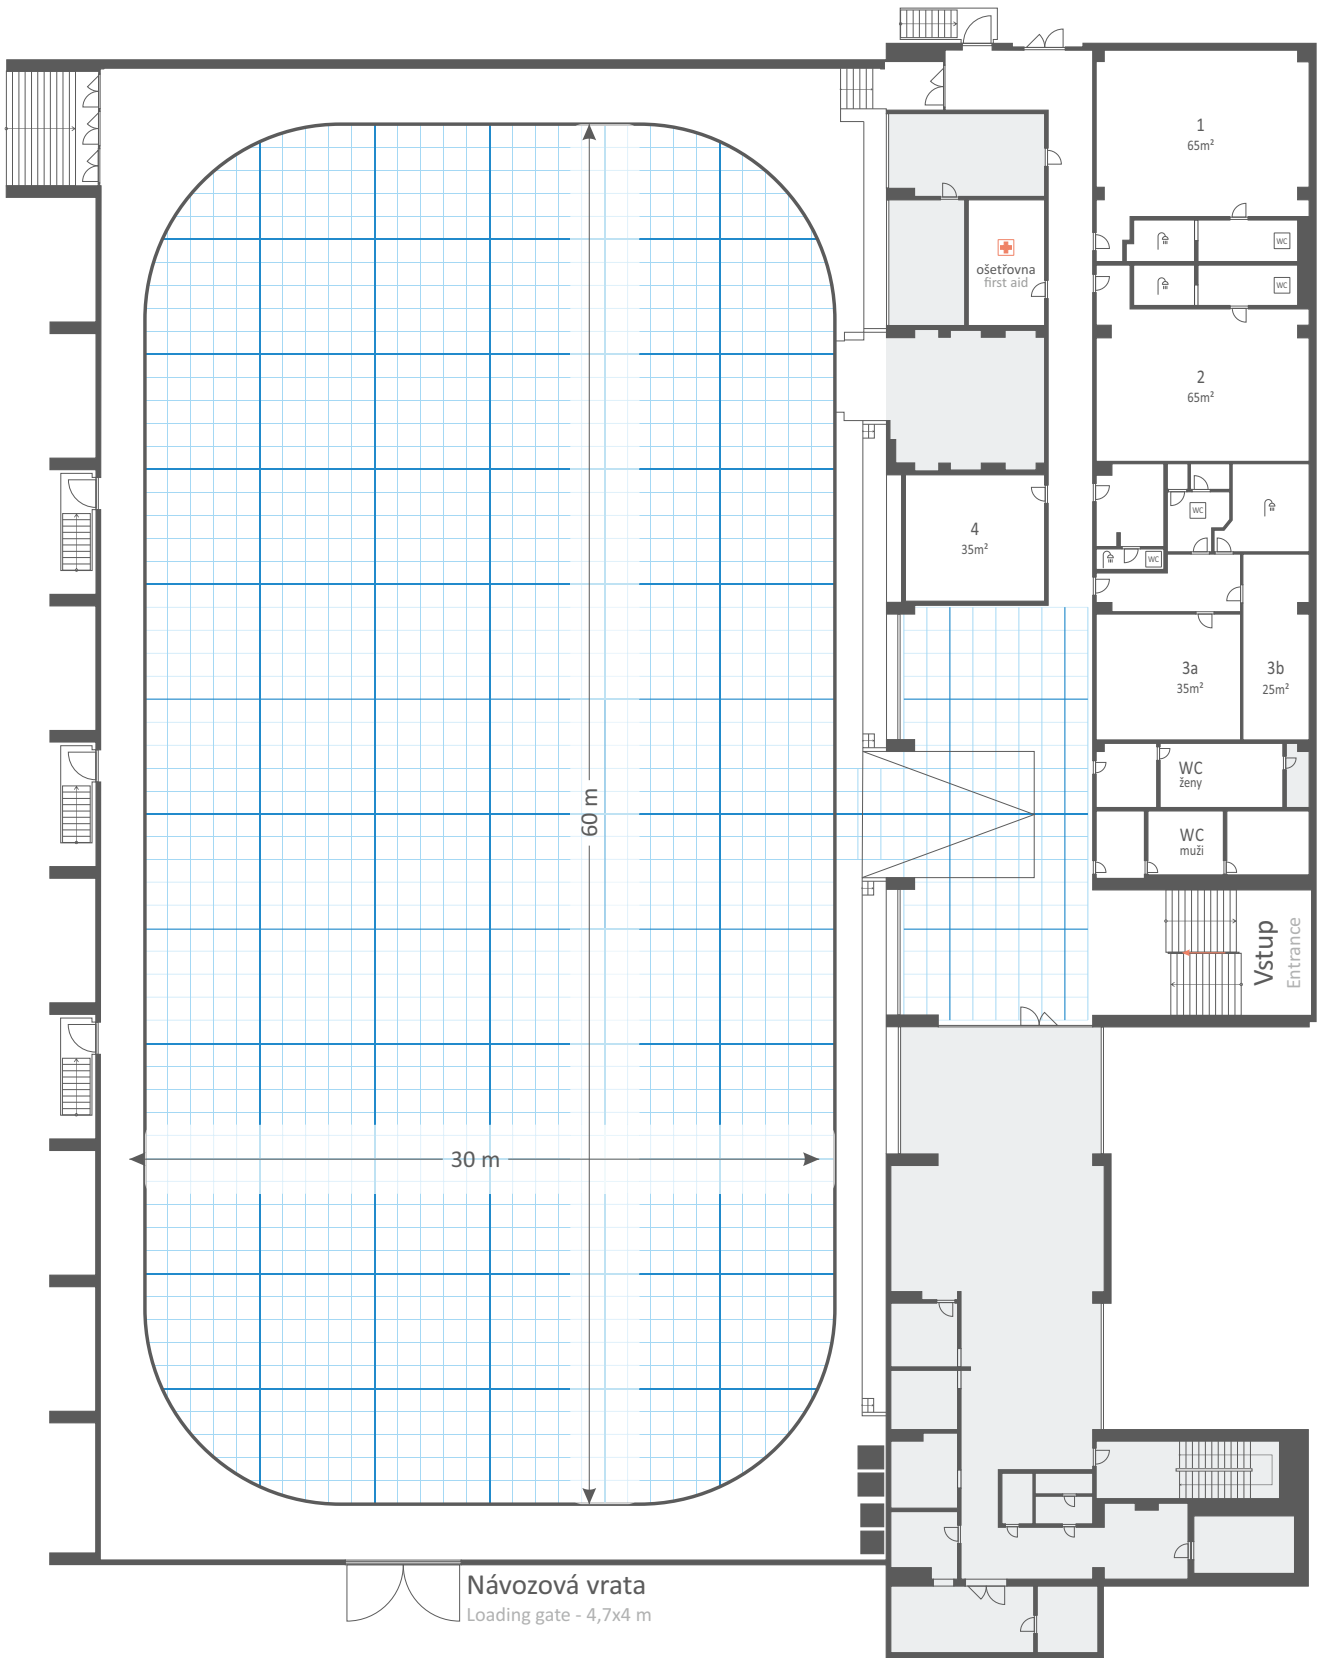 1
65m²
WC
ošetřovna
first aid
WC
2
65m²
4
35m²
WC
WC
3a
35m²
3b
25m²
WC
ženy
60 m
WC
muži
Vstup
Entrance
30 m
Návozová vrata
Loading gate - 4,7x4 m